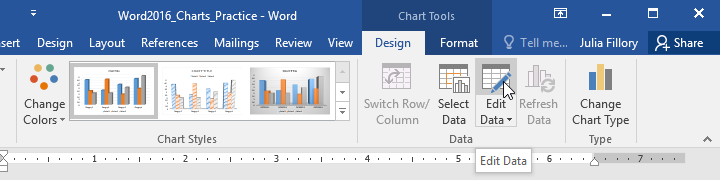 Word2016_Charts_Practice - Word
Chart Tools
nsert Design Layout References Mailings Review View Design Format Tell me... Julia Fillory Share
Change Colors
Chart Styles
Switch Row/ Column
Select Data
Edit Data
Refresh Data
Data
Change Chart Type
Type
1 2 3 4 5 6 7
Edit Data